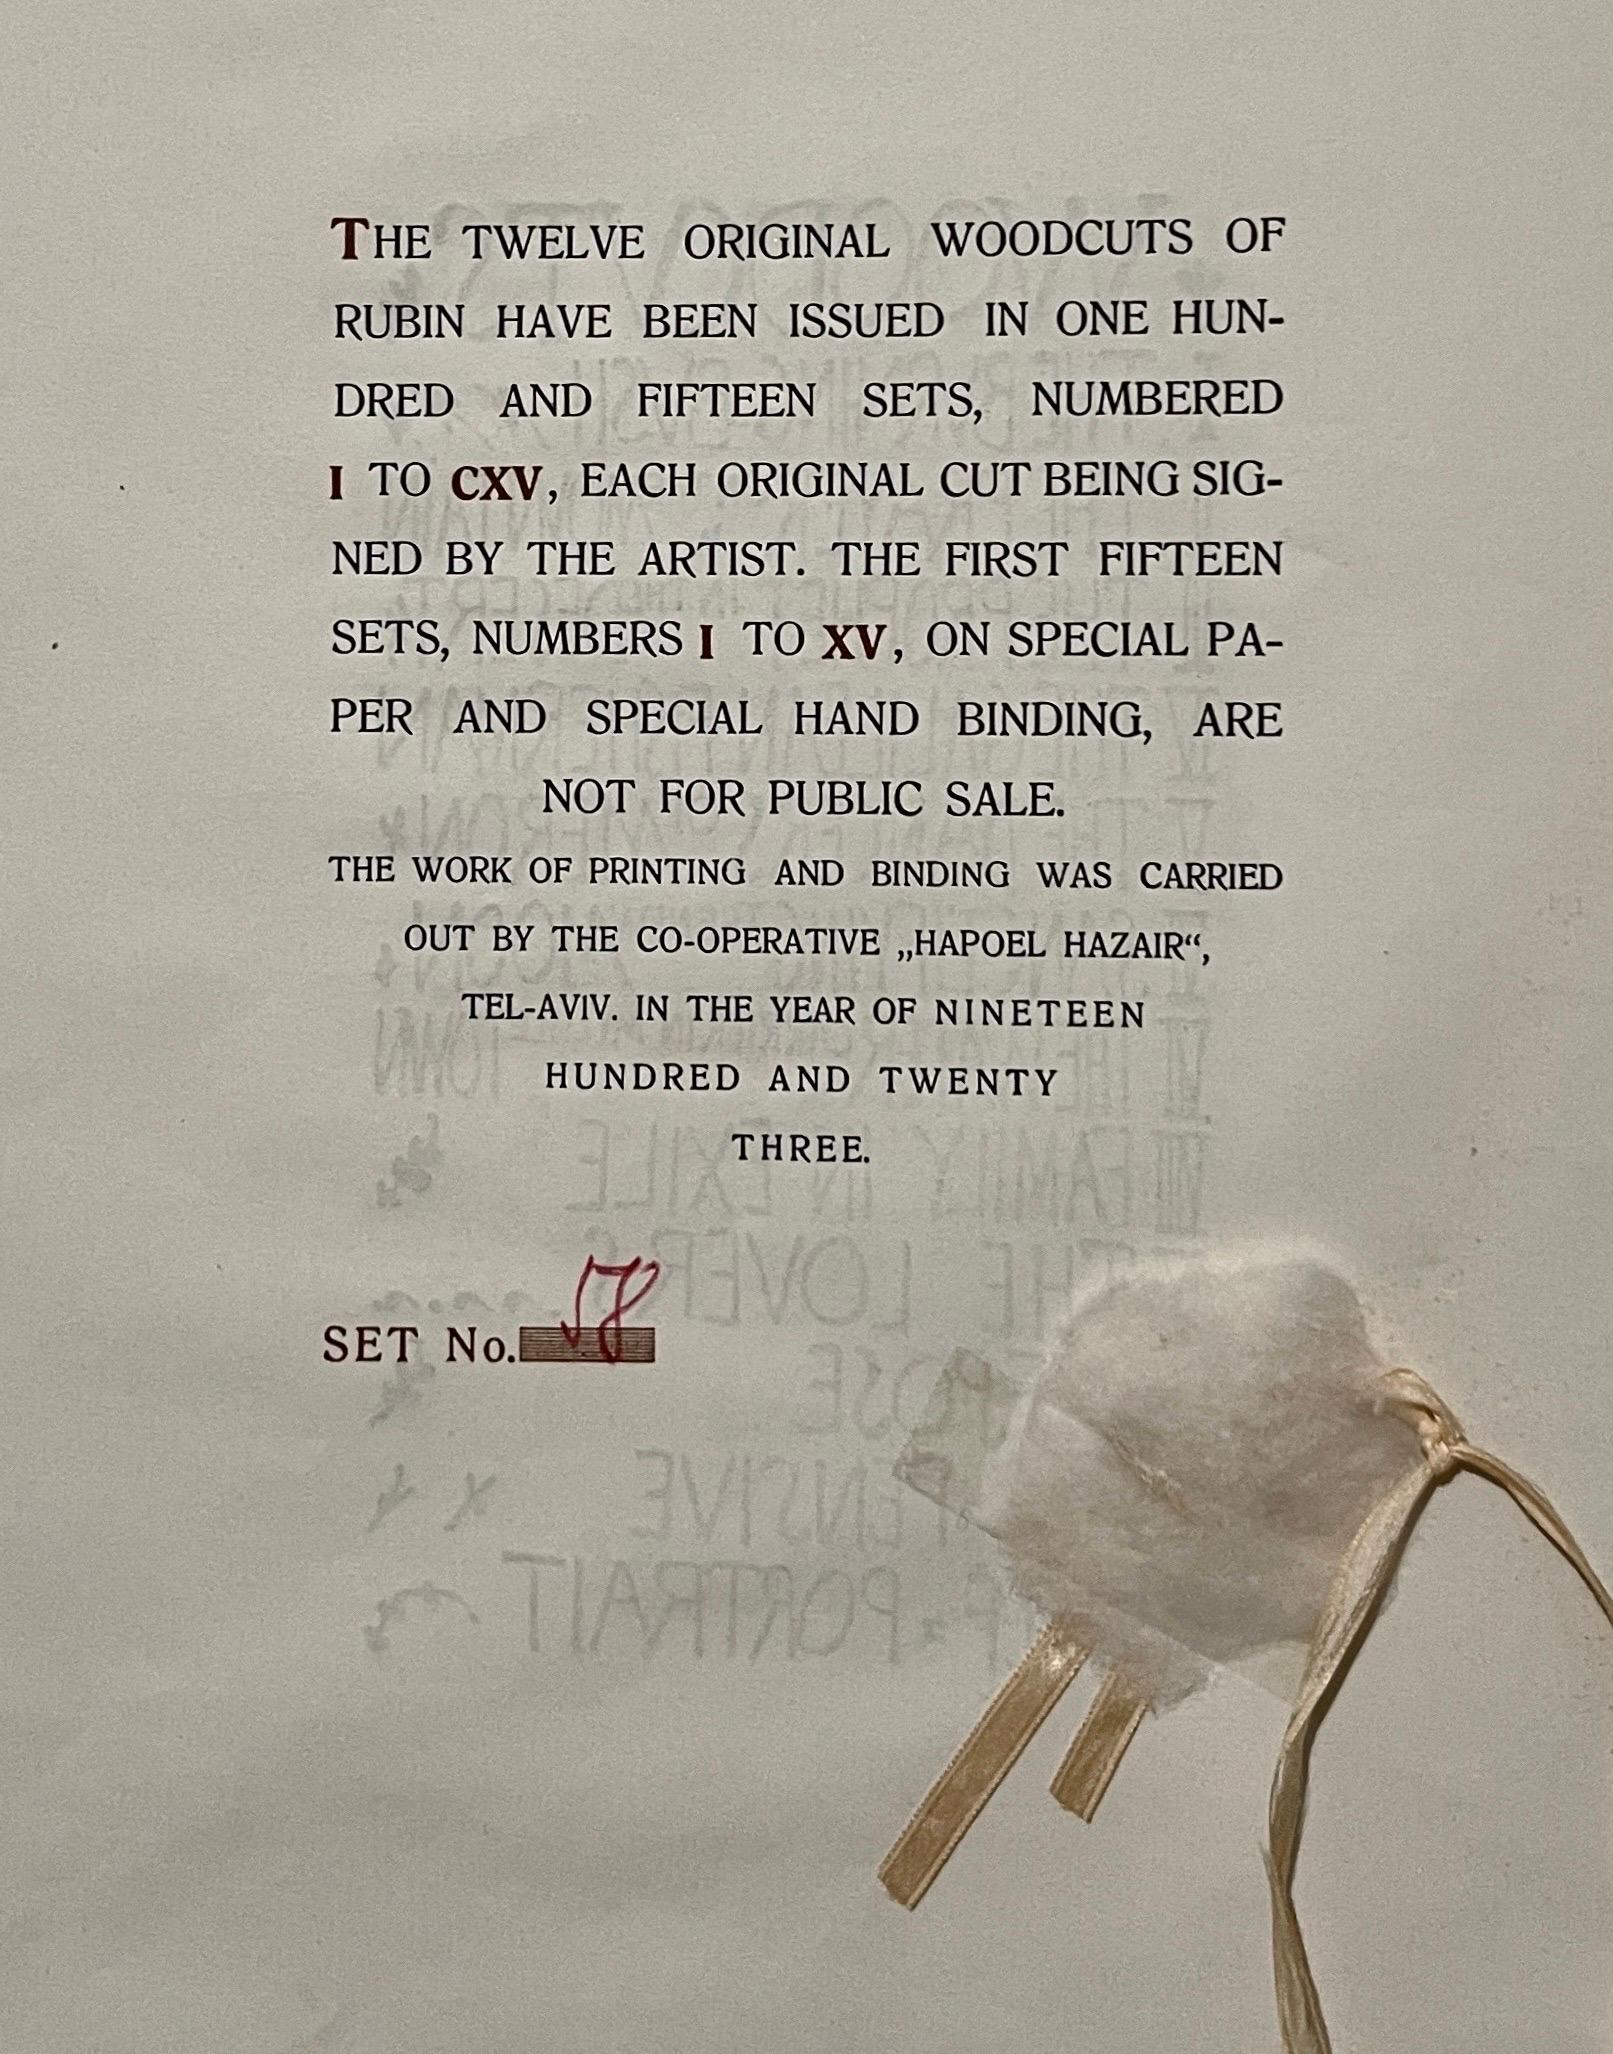 THE TWELVE ORIGINAL WOODCUTS OF
RUBIN HAVE BEEN ISSUED IN ONE HUN-
DRED AND FIFTEEN SETS, NUMBERED
I TO CXV, EACH ORIGINAL CUT BEING SIG-
NED BY THE ARTIST. THE FIRST FIFTEEN
SETS, NUMBERS I TO XV, ON SPECIAL PA-
PER AND SPECIAL HAND BINDING, ARE
NOT FOR PUBLIC SALE.
THE WORK OF PRINTING AND BINDING WAS CARRIED
OUT BY THE CO-OPERATIVE „HAPOEL HAZAIR“,
TEL-AVIV. IN THE YEAR OF NINETEEN
HUNDRED AND TWENTY
THREE.
SET No. 58